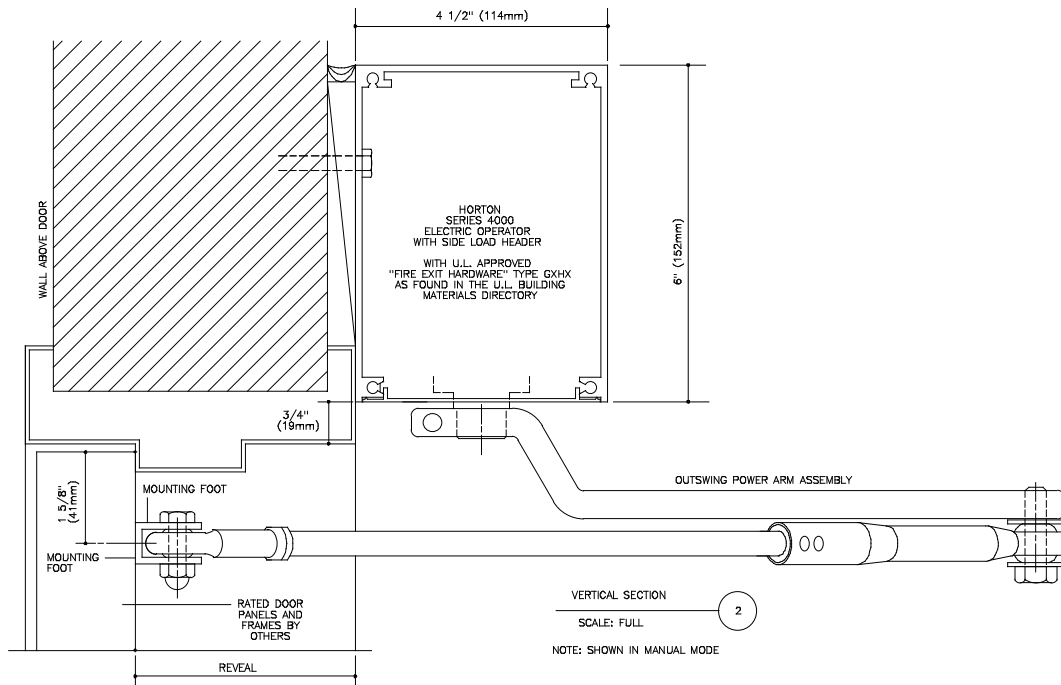 4 1/2" (114mm)
WALL ABOVE DOOR
HORTON
SERIES 4000
ELECTRIC OPERATOR
WITH SIDE LOAD HEADER
WITH U.L. APPROVED
"FIRE EXIT HARDWARE" TYPE GXHX
AS FOUND IN THE U.L. BUILDING
MATERIALS DIRECTORY
6" (152mm)
3/4"
(19mm)
1 5/8"
(41mm)
MOUNTING FOOT
OUTSWING POWER ARM ASSEMBLY
MOUNTING
FOOT
RATED DOOR
PANELS AND
FRAMES BY
OTHERS
VERTICAL SECTION
2
SCALE: FULL
NOTE: SHOWN IN MANUAL MODE
REVEAL